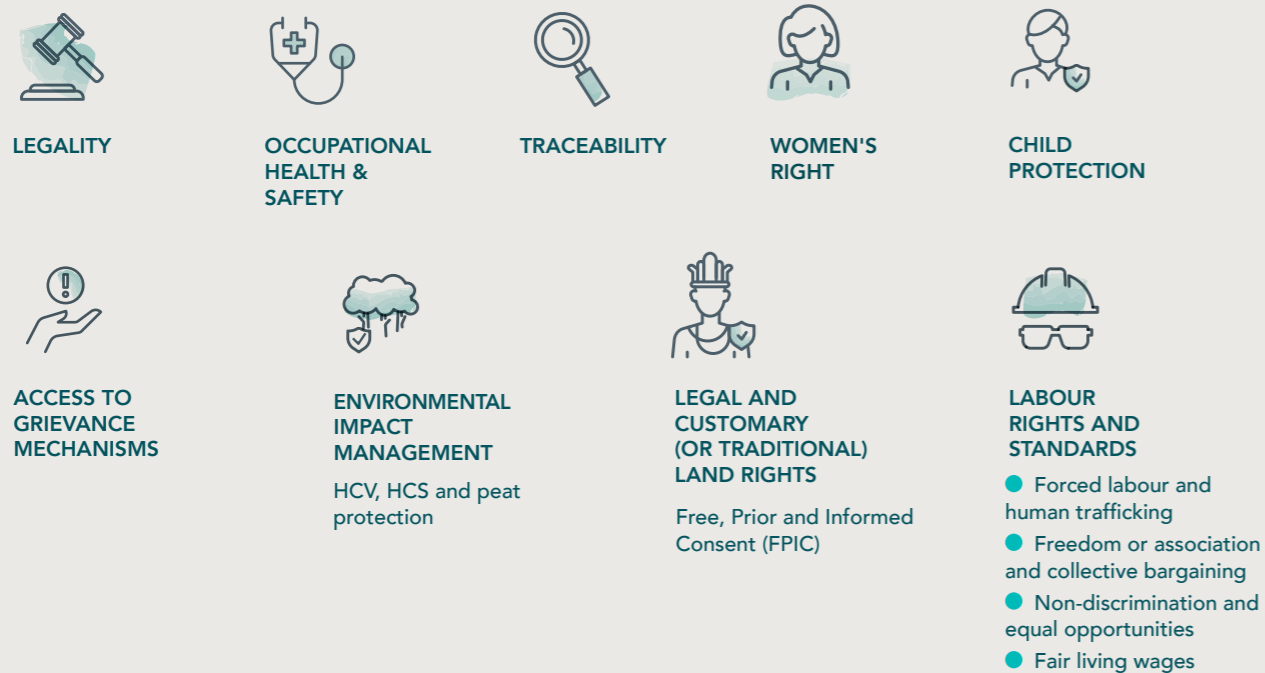 LEGALITY
OCCUPATIONAL
HEALTH &
SAFETY
TRACEABILITY
WOMEN'S
RIGHT
CHILD
PROTECTION
ACCESS TO
GRIEVANCE
MECHANISMS
ENVIRONMENTAL
IMPACT
MANAGEMENT
HCV, HCS and peat
protection
LEGAL AND
CUSTOMARY
(OR TRADITIONAL)
LAND RIGHTS
Free, Prior and Informed
Consent (FPIC)
LABOUR
RIGHTS AND
STANDARDS
● Forced labour and
human trafficking
● Freedom or association
and collective bargaining
● Non-discrimination and
equal opportunities
● Fair living wages